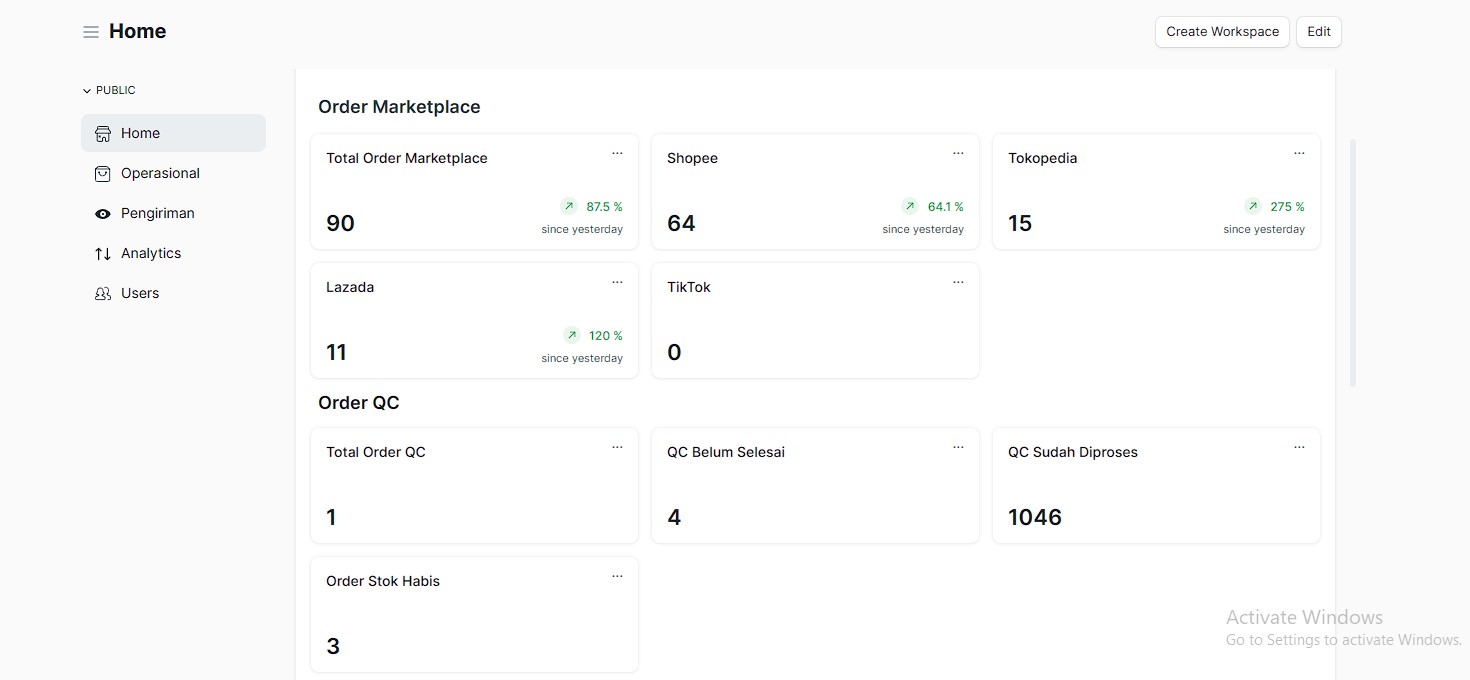 Home
Create Workspace
Edit
PUBLIC
Home
Operasional
Pengiriman
Analytics
Users
Order Marketplace
Total Order Marketplace
...
90
87.5 %
since yesterday
Shopee
...
64
64.1 %
since yesterday
Tokopedia
...
15
275 %
since yesterday
Lazada
...
11
120 %
since yesterday
TikTok
...
0
Order QC
Total Order QC
...
1
QC Belum Selesai
...
4
QC Sudah Diproses
...
1046
Order Stok Habis
...
3
Activate Windows
Go to Settings to activate Windows.